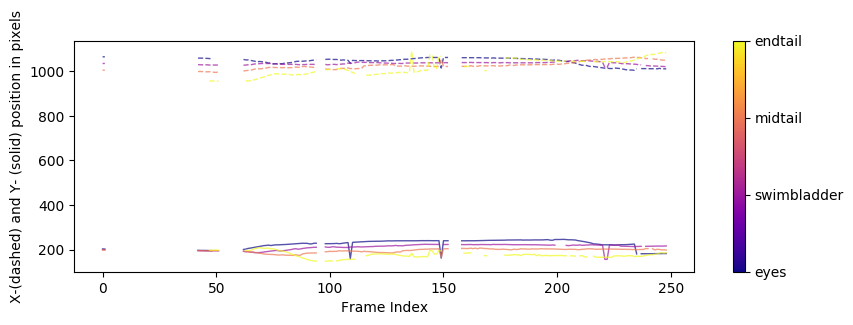 X-(dashed) and Y- (solid) position in pixels
1000
800
600
400
200
0
50
100
150
200
250
Frame Index
endtail
midtail
swimbladder
eyes